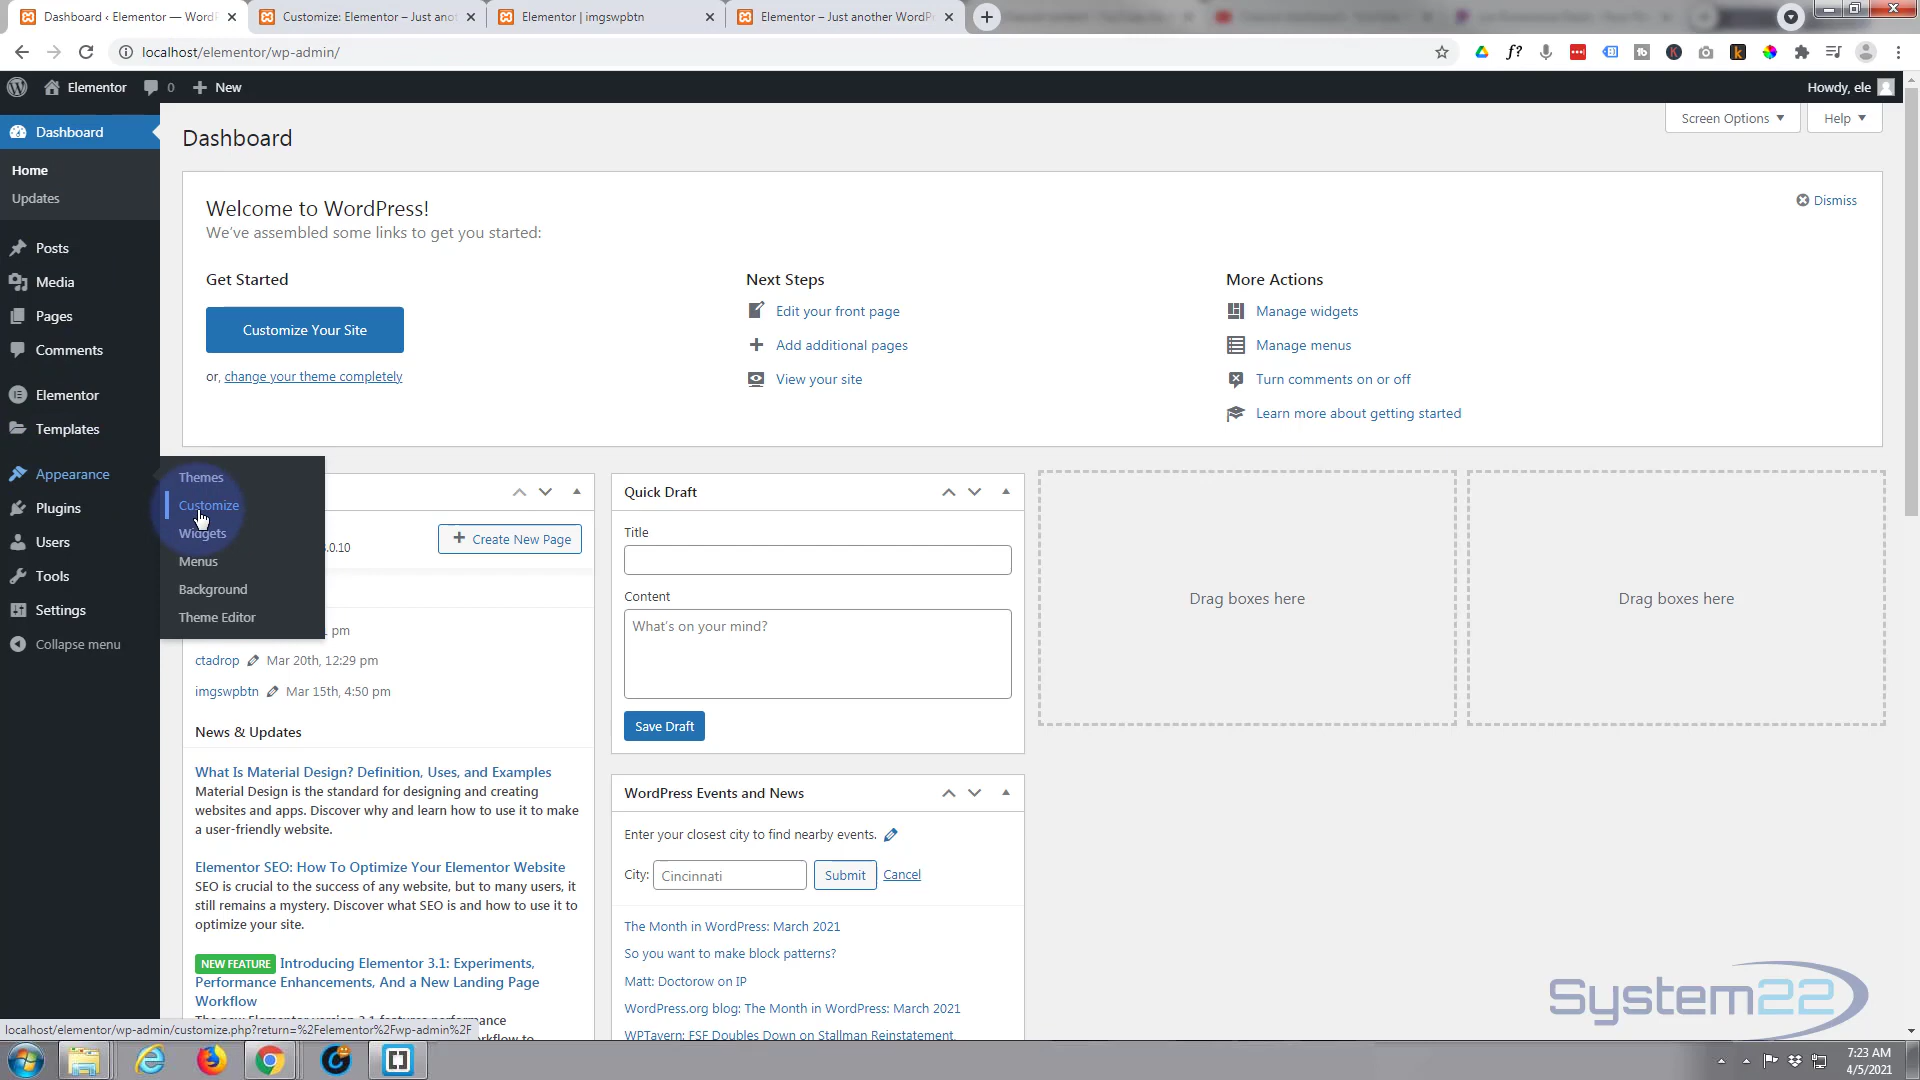 Dashboard ‹ Elementor — WordP
Customize: Elementor – Just anot
Elementor | imgswpbtn
Elementor – Just another WordPr
localhost/elementor/wp-admin/
Elementor
0
New
Howdy, ele
Dashboard
Home
Updates
Posts
Media
Pages
Comments
Elementor
Templates
Appearance
Plugins
Users
Tools
Settings
Collapse menu
Themes
Customize
Widgets
Menus
Background
Theme Editor
Dashboard
Screen Options
Help
Welcome to WordPress!
We've assembled some links to get you started:
Dismiss
Get Started
Customize Your Site
or, change your theme completely
Next Steps
Edit your front page
Add additional pages
View your site
More Actions
Manage widgets
Manage menus
Turn comments on or off
Learn more about getting started
3.0.10
Create New Page
pm
ctadrop Mar 20th, 12:29 pm
imgswpbtn Mar 15th, 4:50 pm
News & Updates
What Is Material Design? Definition, Uses, and Examples
Material Design is the standard for designing and creating
websites and apps. Discover why and learn how to use it to make
a user-friendly website.
Elementor SEO: How To Optimize Your Elementor Website
SEO is crucial to the success of any website, but to many users, it
still remains a mystery. Discover what SEO is and how to use it to
optimize your site.
NEW FEATURE Introducing Elementor 3.1: Experiments,
Performance Enhancements, And a New Landing Page
Workflow
Quick Draft
Title
Content
What's on your mind?
Save Draft
WordPress Events and News
Enter your closest city to find nearby events.
City: Cincinnati Submit Cancel
The Month in WordPress: March 2021
So you want to make block patterns?
Matt: Doctorow on IP
WordPress.org blog: The Month in WordPress: March 2021
WPTavern: FSF Doubles Down on Stallman Reinstatement,
Drag boxes here
Drag boxes here
System22
localhost/elementor/wp-admin/customize.php?return=%2Felementor%2Fwp-admin%2F
7:23 AM
4/5/2021